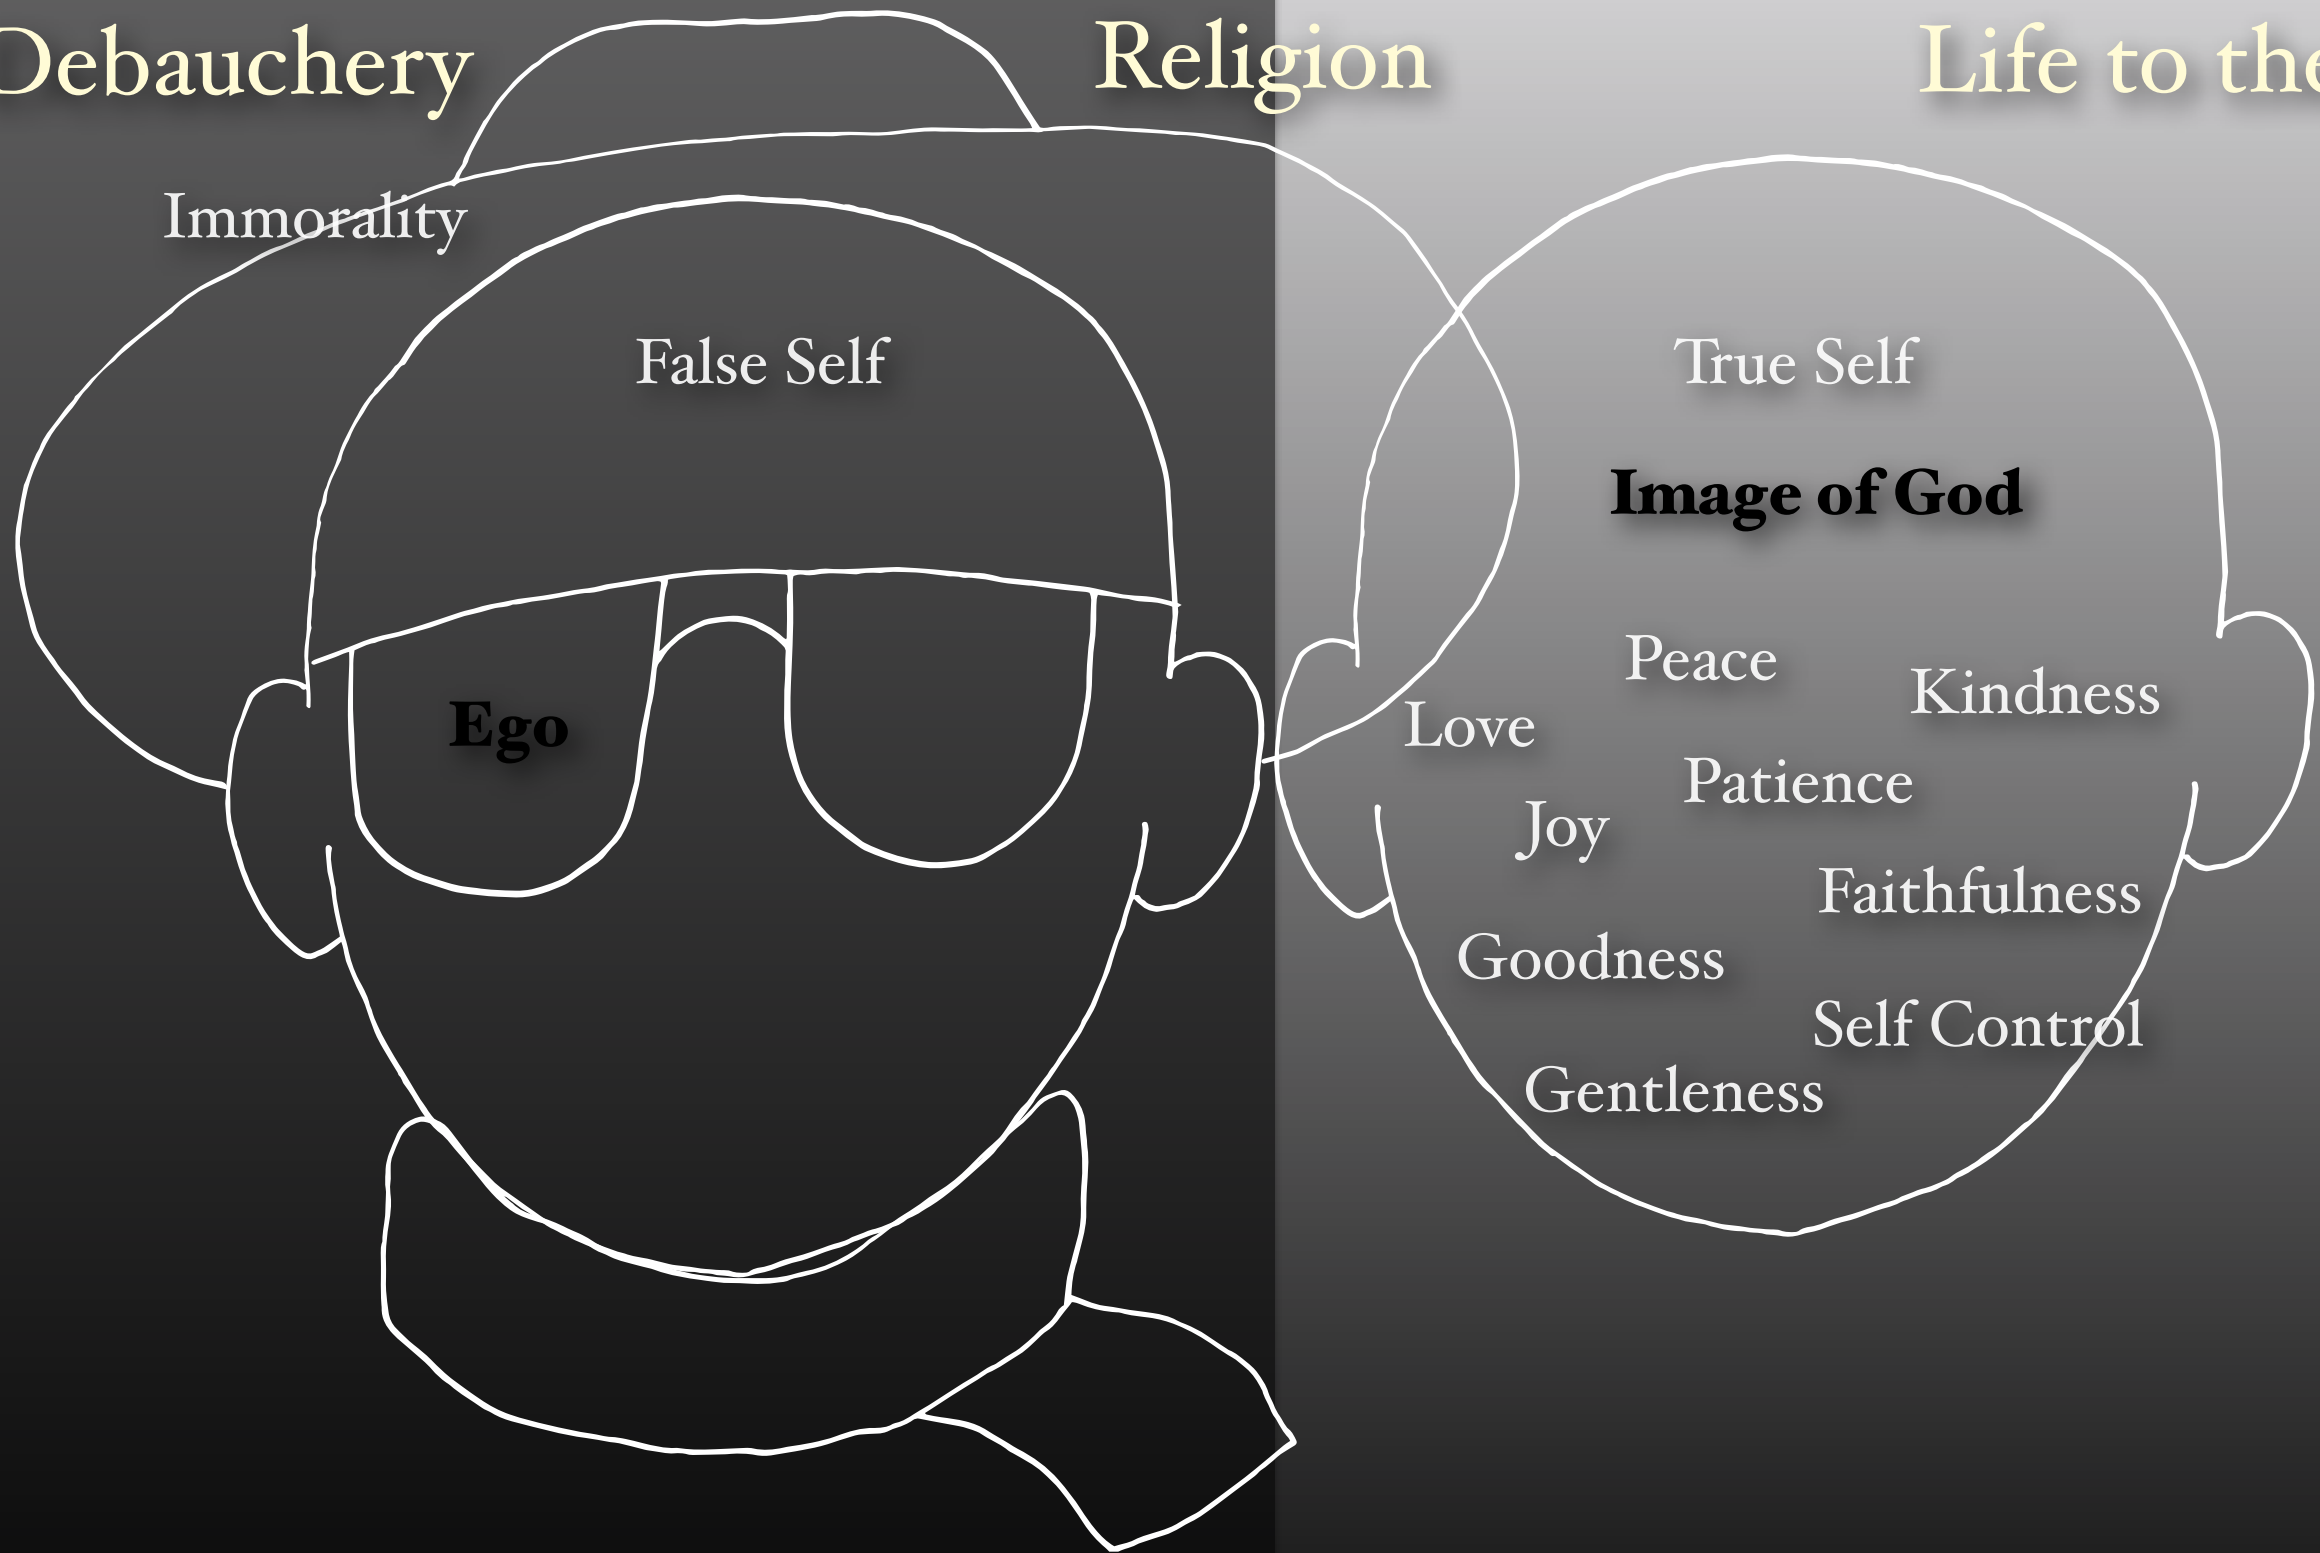 Debauchery
Religion
Life to the
Immorality
False Self
True Self
Image of God
Ego
Peace
Kindness
Love
Patience
Joy
Faithfulness
Goodness
Self Control
Gentleness